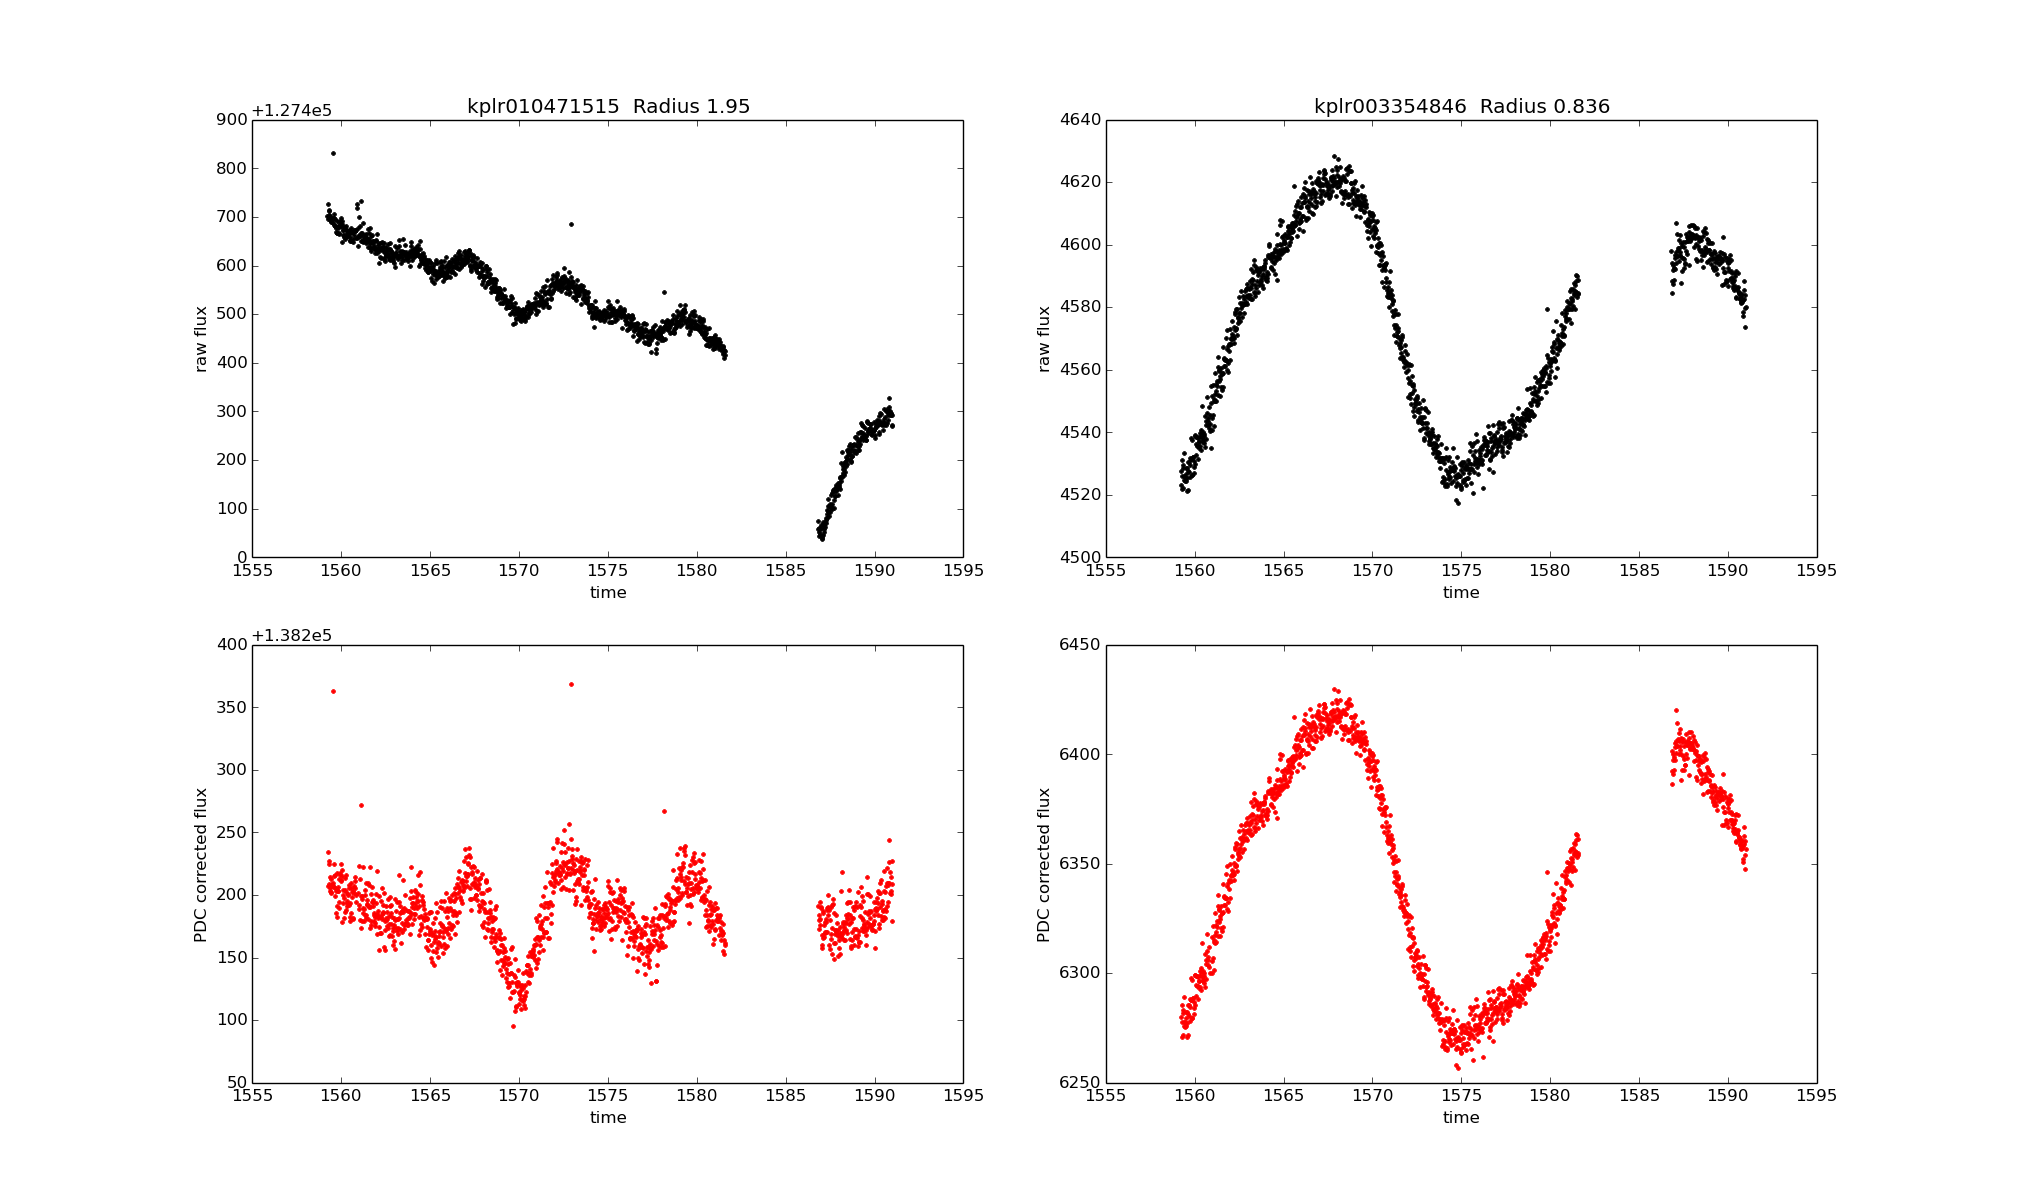 kplr010471515  Radius 1.95
+1.274e5
900
800
700
600
500
400
300
200
100
0
raw flux
1555 1560 1565 1570 1575 1580 1585 1590 1595
time
kplr003354846  Radius 0.836
4640
4620
4600
4580
4560
4540
4520
4500
raw flux
1555 1560 1565 1570 1575 1580 1585 1590 1595
time
+1.382e5
400
350
300
250
200
150
100
50
PDC corrected flux
1555 1560 1565 1570 1575 1580 1585 1590 1595
time
6450
6400
6350
6300
6250
PDC corrected flux
1555 1560 1565 1570 1575 1580 1585 1590 1595
time